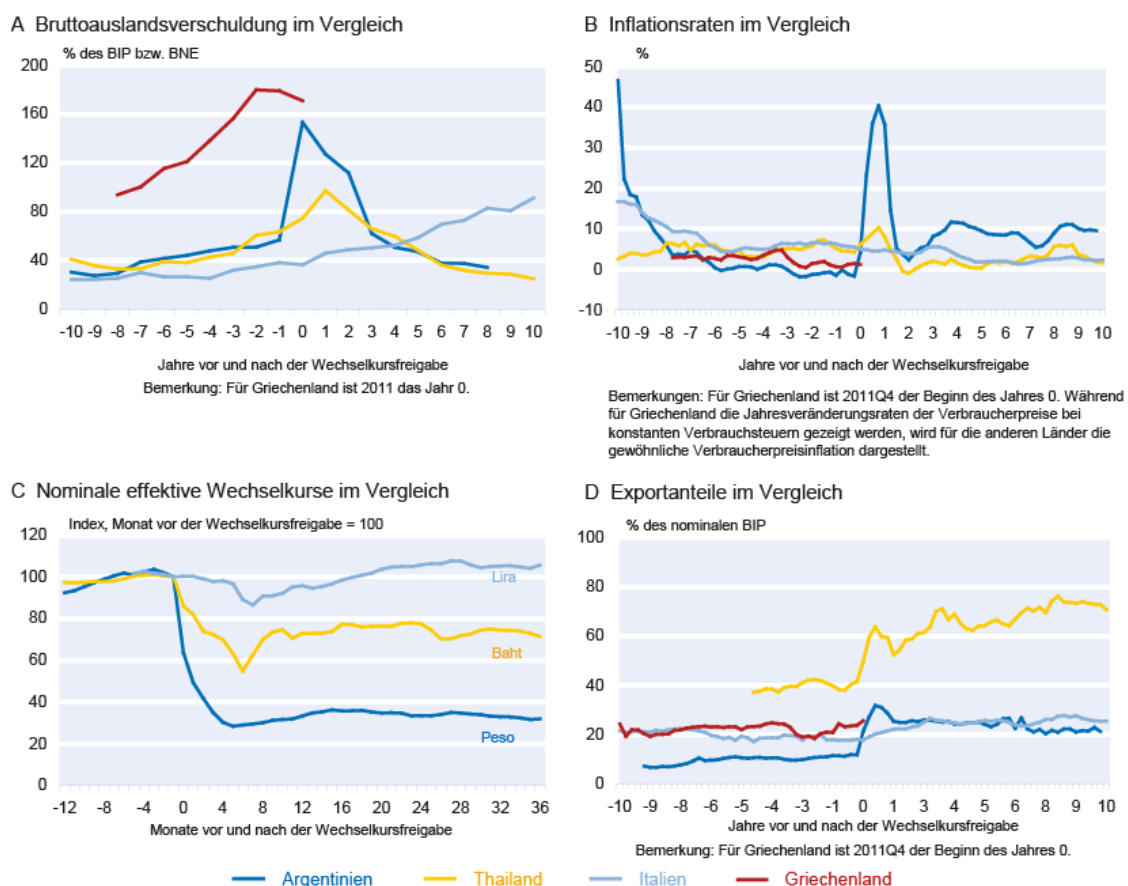 A Bruttoauslandsverschuldung im Vergleich
% des BIP bzw. BNE
200
160
120
80
40
0
-10 -9 -8 -7 -6 -5 -4 -3 -2 -1 0 1 2 3 4 5 6 7 8 9 10
Jahre vor und nach der Wechselkursfreigabe
Bemerkung: Für Griechenland ist 2011 das Jahr 0.
B Inflationsraten im Vergleich
%
50
40
30
20
10
0
-10
-10 -9 -8 -7 -6 -5 -4 -3 -2 -1 0 1 2 3 4 5 6 7 8 9 10
Jahre vor und nach der Wechselkursfreigabe
Bemerkungen: Für Griechenland ist 2011Q4 der Beginn des Jahres 0. Während
für Griechenland die Jahresveränderungsraten der Verbraucherpreise bei
konstanten Verbrauchsteuern gezeigt werden, wird für die anderen Länder die
gewöhnliche Verbraucherpreisinflation dargestellt.
C Nominale effektive Wechselkurse im Vergleich
Index, Monat vor der Wechselkursfreigabe = 100
120
100
80
60
40
20
0
Lira
Baht
Peso
-12 -8 -4 0 4 8 12 16 20 24 28 32 36
Monate vor und nach der Wechselkursfreigabe
D Exportanteile im Vergleich
% des nominalen BIP
100
80
60
40
20
0
-10 -9 -8 -6 -5 -4 -3 -1 0 1 3 4 5 6 8 9 10
Jahre vor und nach der Wechselkursfreigabe
Bemerkung: Für Griechenland ist 2011Q4 der Beginn des Jahres 0.
Argentinien Thailand Italien Griechenland